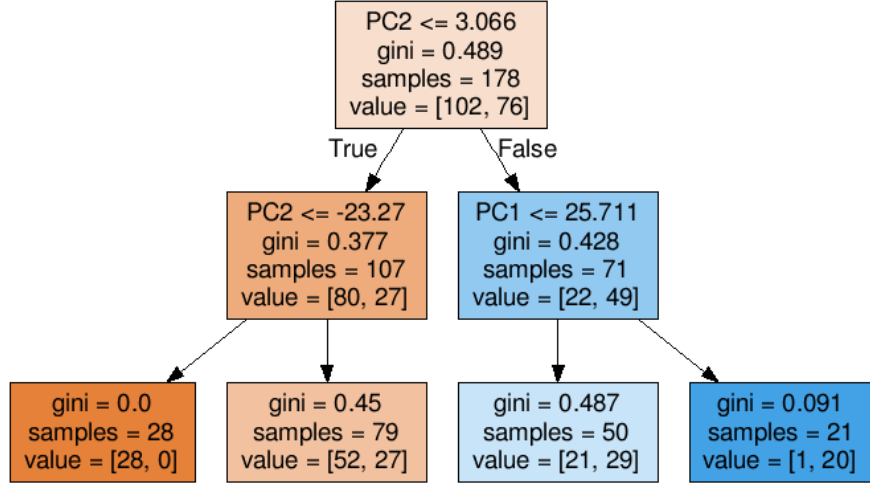 PC2 <= 3.066
gini = 0.489
samples = 178
value = [102, 76]
True
False
PC2 <= -23.27
gini = 0.377
samples = 107
value = [80, 27]
PC1 <= 25.711
gini = 0.428
samples = 71
value = [22, 49]
gini = 0.0
samples = 28
value = [28, 0]
gini = 0.45
samples = 79
value = [52, 27]
gini = 0.487
samples = 50
value = [21, 29]
gini = 0.091
samples = 21
value = [1, 20]